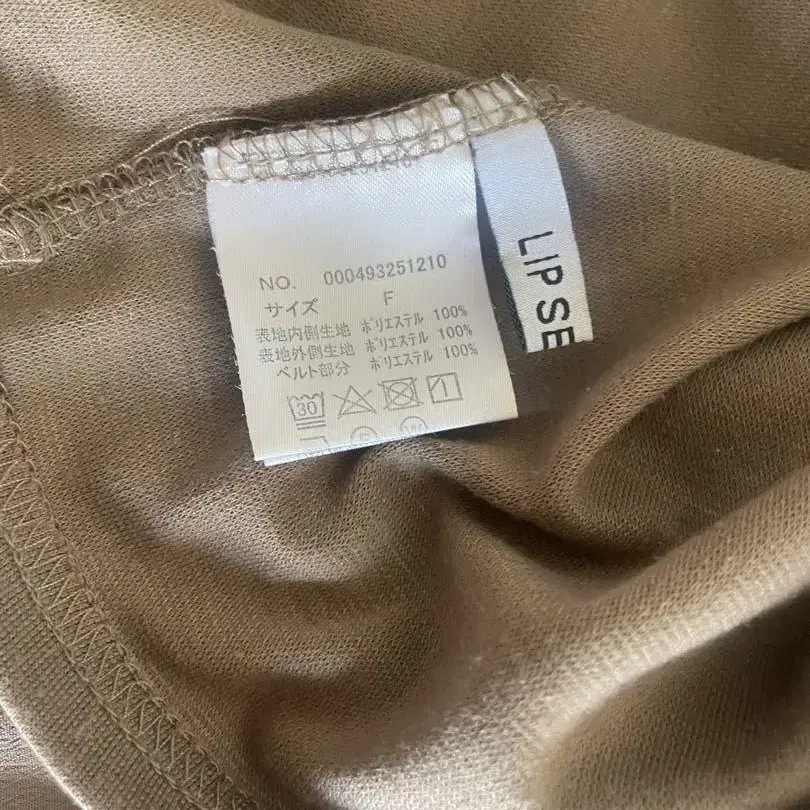 NO. 000493251210
サイズ F
表地内側生地 ポリエステル 100%
表地外側生地 ポリエステル 100%
ベルト部分 ポリエステル 100%
30
LIP SE